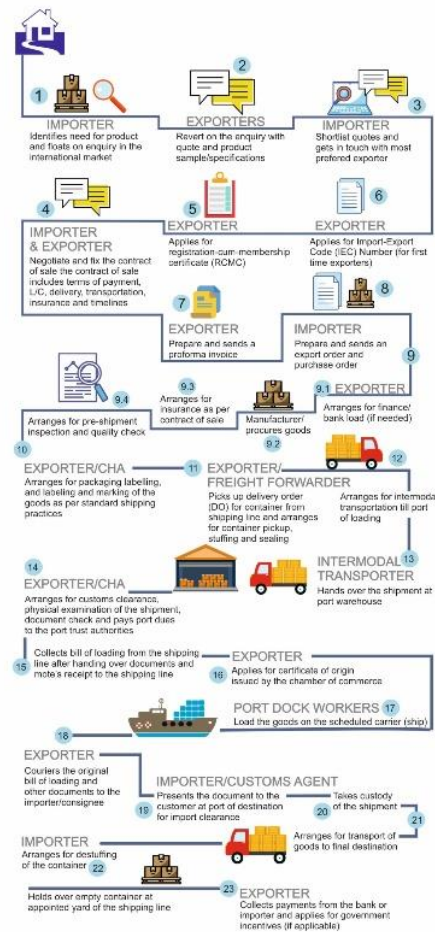 1
IMPORTER
Identifies need for product
and floats on enquiry in the
international market
2
EXPORTERS
Revert on the enquiry with
quote and product
sample/specifications
3
IMPORTER
Shortlist quotes and
gets in touch with most
prefered exporter
4
IMPORTER
& EXPORTER
Negotiate and fix the contract
of sale the contract of sale
includes terms of payment,
L/C, delivery, transportation,
insurance and timelines
5
EXPORTER
Applies for
registration-cum-membership
certificate (RCMC)
6
EXPORTER
Applies for Import-Export
Code (IEC) Number (for first
time exporters)
7
EXPORTER
Prepare and sends a
proforma invoice
8
IMPORTER
Prepare and sends an
export order and
purchase order
9
9.1
EXPORTER
Arranges for finance/
bank load (if needed)
Manufacturer/
procures goods
9.2
9.3
Arranges for
insurance as per
contract of sale
9.4
Arranges for pre-shipment
inspection and quality check
10
EXPORTER/CHA
Arranges for packaging labelling,
and labeling and marking of the
goods as per standard shipping
practices
11
EXPORTER/
FREIGHT FORWARDER
Picks up delivery order
(DO) for container from
shipping line and arranges
for container pickup,
stuffing and sealing
12
Arranges for intermoda
transportation till port
of loading
13
INTERMODAL
TRANSPORTER
Hands over the shipment at
port warehouse
14
EXPORTER/CHA
Arranges for customs clearance,
physical examination of the shipment,
document check and pays port dues
to the port trust authorities
15
Collects bill of loading from the shipping
line after handing over documents and
mote's receipt to the shipping line
EXPORTER
16
Applies for certificate of origin
issued by the chamber of commerce
PORT DOCK WORKERS
17
Load the goods on the scheduled carrier (ship)
18
EXPORTER
Couriers the original
bill of loading and
other documents to the
importer/consignee
IMPORTER/CUSTOMS AGENT
19
Presents the document to the
customer at port of destination
for import clearance
20
Takes custody
of the shipment
21
Arranges for transport of
goods to final destination
IMPORTER
Arranges for destuffing
of the container
22
Holds over empty container at
appointed yard of the shipping line
23
EXPORTER
Collects payments from the bank
or importer and applies for government
incentives (if applicable)